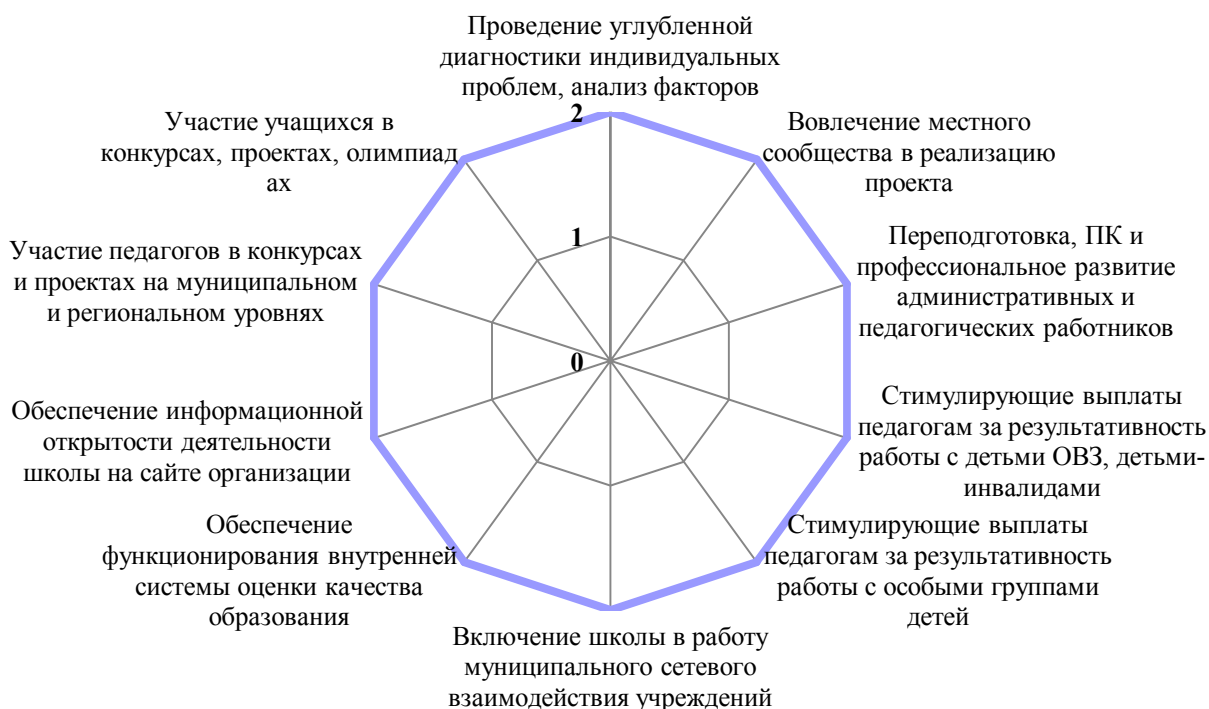 Проведение углубленной
диагностики индивидуальных
проблем, анализ факторов
2
Вовлечение местного
сообщества в реализацию
проекта
Переподготовка, ПК и
профессиональное развитие
административных и
педагогических работников
Стимулирующие выплаты
педагогам за результативность
работы с детьми ОВЗ, детьми-
инвалидами
Стимулирующие выплаты
педагогам за результативность
работы с особыми группами
детей
Включение школы в работу
муниципального сетевого
взаимодействия учреждений
Обеспечение
функционирования внутренней
системы оценки качества
образования
Обеспечение информационной
открытости деятельности
школы на сайте организации
Участие педагогов в конкурсах
и проектах на муниципальном
и региональном уровнях
Участие учащихся в
конкурсах, проектах, олимпиад
ах
1
0